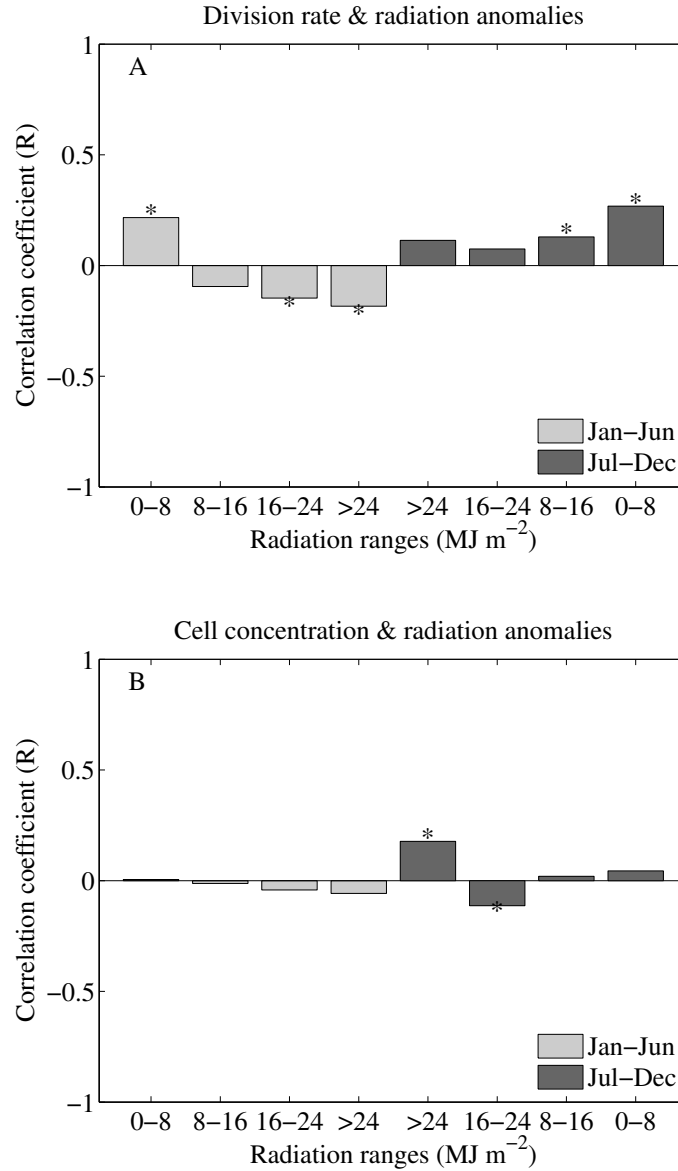 Division rate & radiation anomalies
A
1
0.5
0
−0.5
−1
Correlation coefficient (R)
* * * * *
Jan−Jun
Jul−Dec
0−8 8−16 16−24 >24 >24 16−24 8−16 0−8
Radiation ranges (MJ m⁻²)
Cell concentration & radiation anomalies
B
1
0.5
0
−0.5
−1
Correlation coefficient (R)
* *
Jan−Jun
Jul−Dec
0−8 8−16 16−24 >24 >24 16−24 8−16 0−8
Radiation ranges (MJ m⁻²)